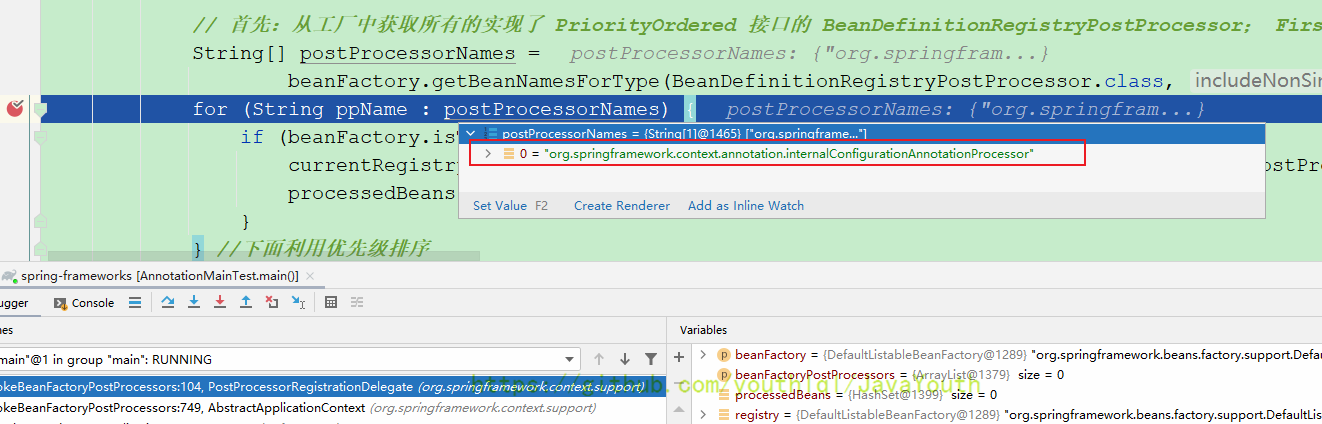 // 首先：从工厂中获取所有的实现了 PriorityOrdered 接口的 BeanDefinitionRegistryPostProcessor; Firs
String[] postProcessorNames = postProcessorNames: {"org.springfram...}
beanFactory.getBeanNamesForType(BeanDefinitionRegistryPostProcessor.class, includeNonSin
for (String ppName : postProcessorNames) { postProcessorNames: {"org.springfram...}
if (beanFactory.isT
postProcessorNames = {String[1]@1465} ["org.springframe..."]
currentRegistry
0 = "org.springframework.context.annotation.internalConfigurationAnnotationProcessor"
tProc
processedBeans
Set Value F2 Create Renderer Add as Inline Watch
}
} //下面利用优先级排序
spring-frameworks [AnnotationMainTest.main()]
ugger Console
nes Variables
main"@1 in group "main": RUNNING
beanFactory = {DefaultListableBeanFactory@1289} "org.springframework.beans.factory.support.Defau
beanFactoryPostProcessors = {ArrayList@1379} size = 0
okeBeanFactoryPostProcessors:104, PostProcessorRegistrationDelegate (org.springframework.context.support)
https://github.com/youthlql/JavaYouth
processedBeans = {HashSet@1399} size = 0
okeBeanFactoryPostProcessors:749, AbstractApplicationContext (org.springframework.context.support)
registry = {DefaultListableBeanFactory@1289} "org.springframework.beans.factory.support.DefaultLis